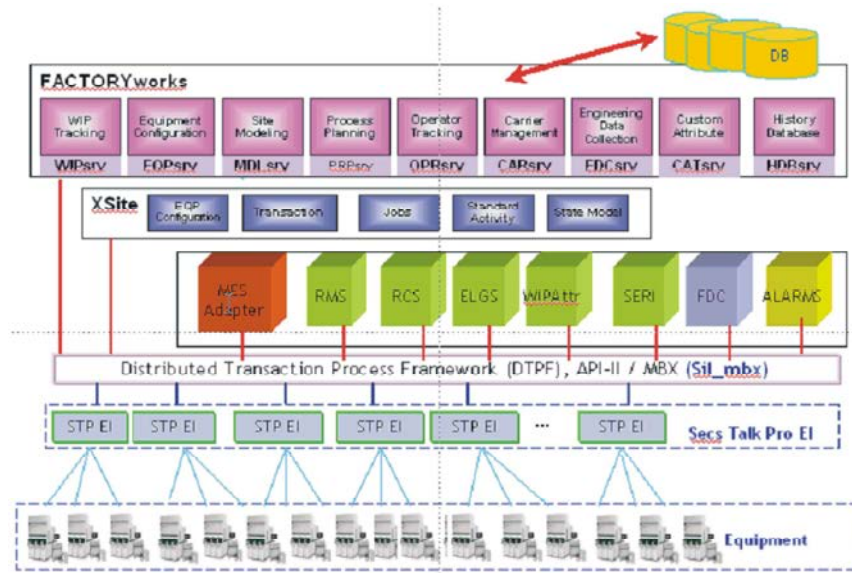 DB
FACTORYworks
WIP
Tracking
Equipment
Configuration
Site
Modeling
Process
Planning
Operator
Tracking
Carrier
Management
Engineering
Data
Collection
Custom
Attribute
History
Database
WIPsrv
EQPsrv
MDLsrv
PRPsrv
OPRsrv
CARsrv
EDCsrv
CATsrv
HDBsrv
XSite
EQP
Configuration
Transaction
Jobs
Standard
Activity
State Model
MES
Adapter
RMS
RCS
ELGS
WIPAttr
SERI
FDC
ALARMS
Distributed Transaction Process Framework (DTPF), API-II / MBX (Sil_mbx)
STP EI
STP EI
STP EI
STP EI
STP EI
...
STP EI
Secs Talk Pro EI
Equipment